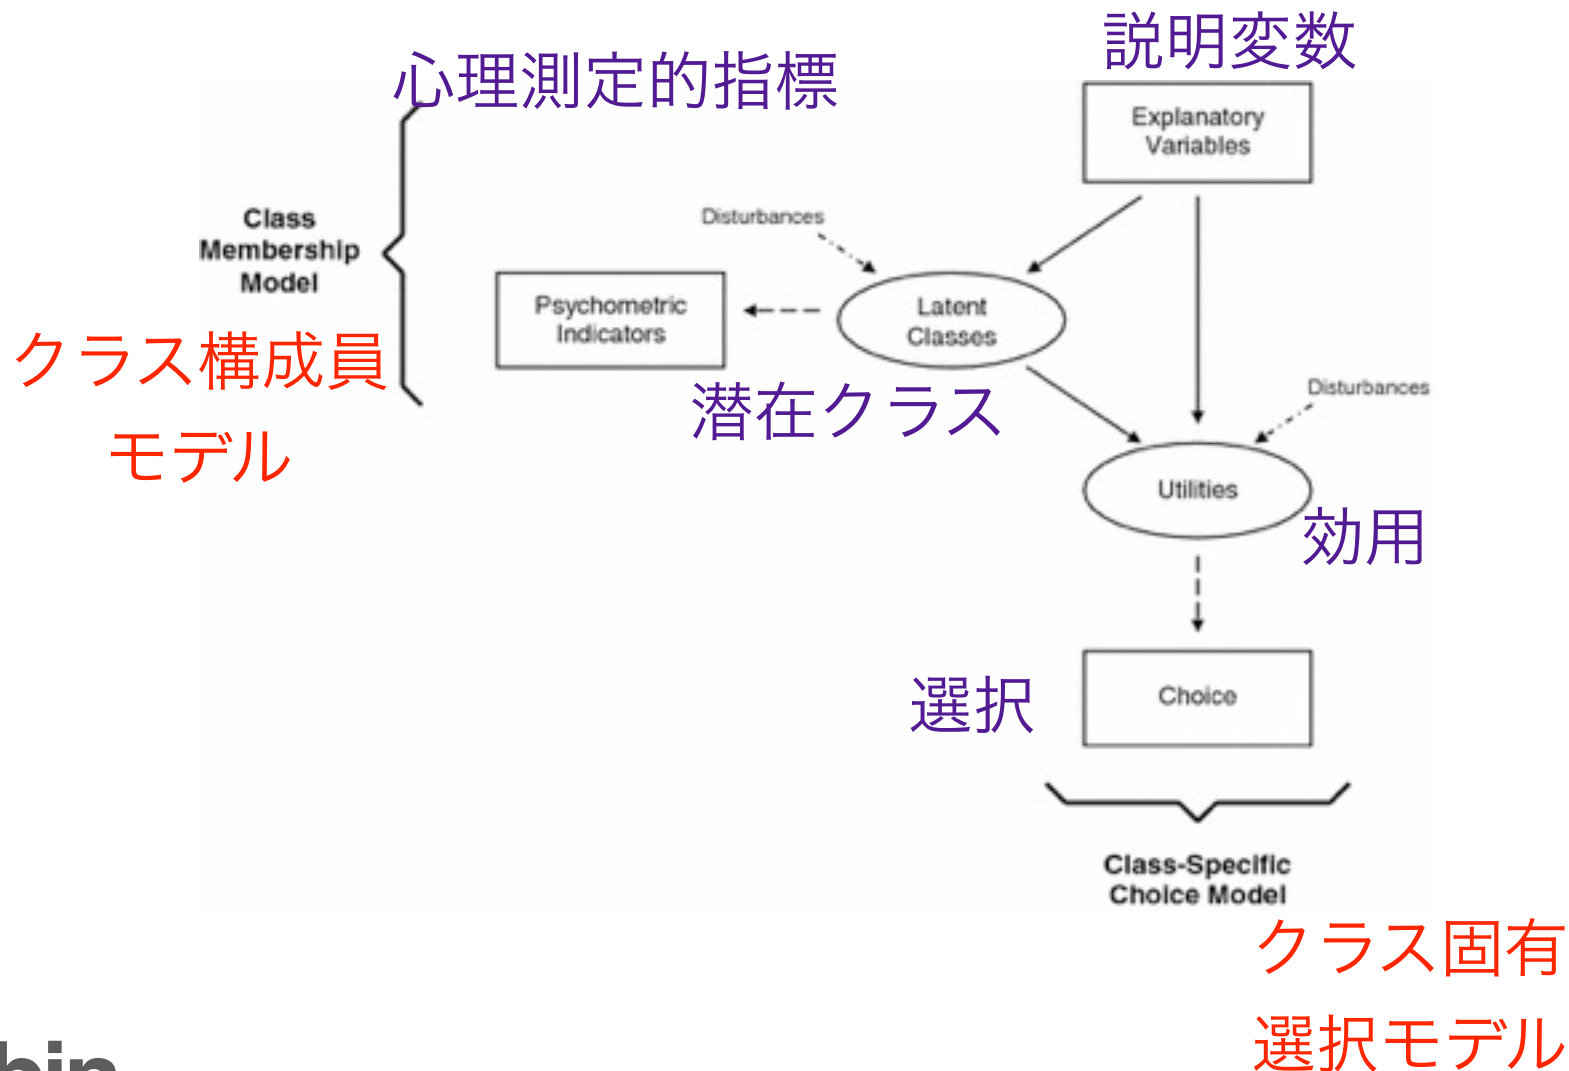 説明変数
心理測定的指標
Explanatory
Variables
Class
Membership
Model
Disturbances
Psychometric
Indicators
Latent
Classes
クラス構成員
モデル
潜在クラス
Disturbances
Utilities
効用
選択
Choice
Class-Specific
Choice Model
クラス固有
選択モデル